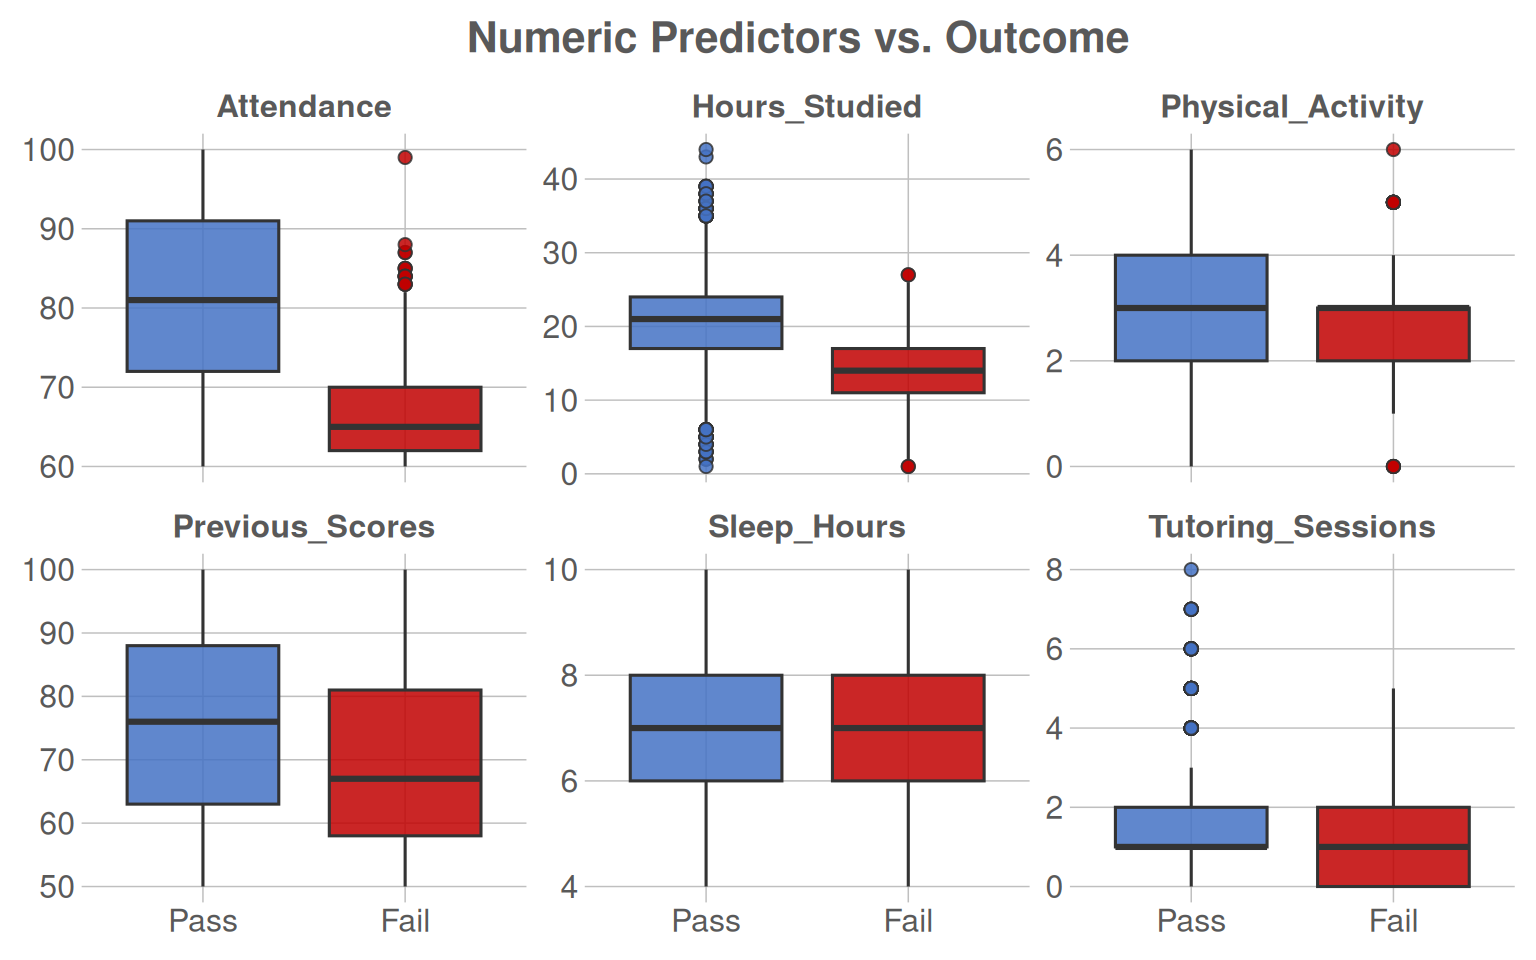 Numeric Predictors vs. Outcome
Attendance
100
90
80
70
60
Hours_Studied
40
30
20
10
0
Physical_Activity
6
4
2
0
Previous_Scores
100
90
80
70
60
50
Pass
Fail
Sleep_Hours
10
8
6
4
Pass
Fail
Tutoring_Sessions
8
6
4
2
0
Pass
Fail